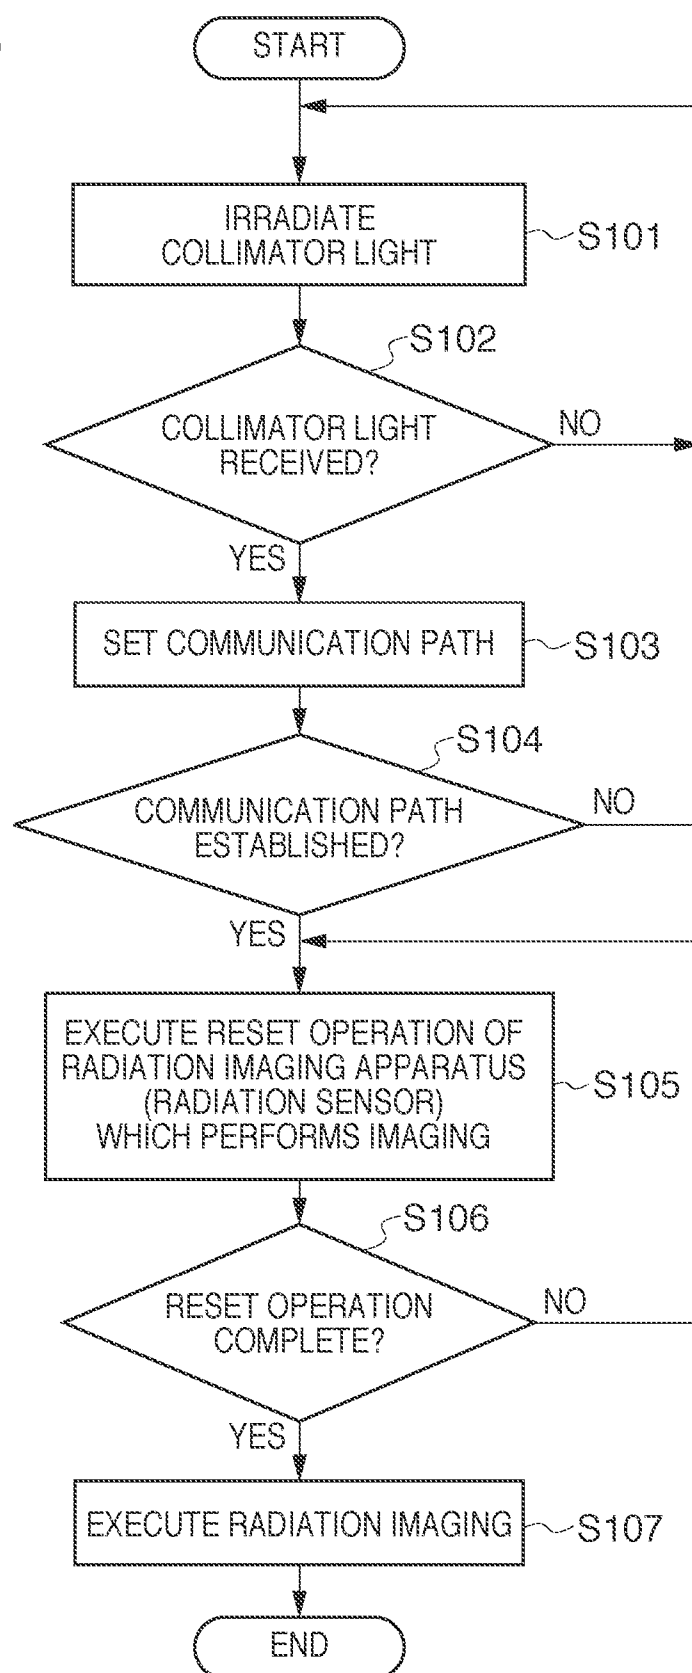 START
IRRADIATE
COLLIMATOR LIGHT
S101
S102
COLLIMATOR LIGHT
RECEIVED?
NO
YES
SET COMMUNICATION PATH
S103
S104
COMMUNICATION PATH
ESTABLISHED?
NO
YES
EXECUTE RESET OPERATION OF
RADIATION IMAGING APPARATUS
(RADIATION SENSOR)
WHICH PERFORMS IMAGING
S105
S106
RESET OPERATION
COMPLETE?
NO
YES
EXECUTE RADIATION IMAGING
S107
END